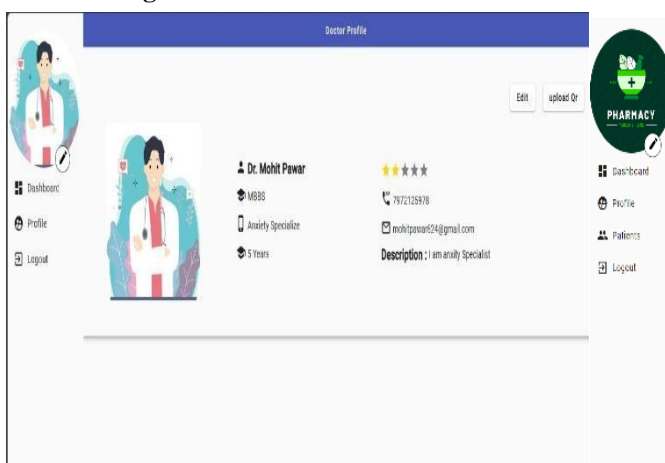 Doctor Profile
Edit
upload Qr
Dr. Mohit Pawar
MBBS
7972125978
Anxiety Specialize
mohitpawar624@gmail.com
5 Years
Description : I am anxity Specialist
Dashboard
Profile
Logout
PHARMACY
Dashboard
Profile
Patients
Logout